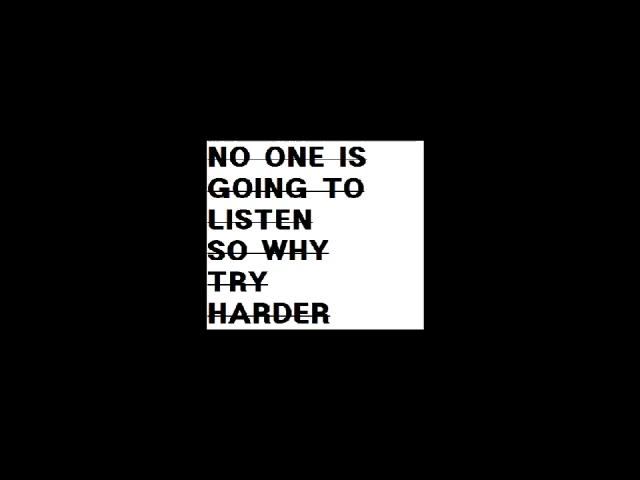 NO ONE IS
GOING TO
LISTEN
SO WHY
TRY
HARDER